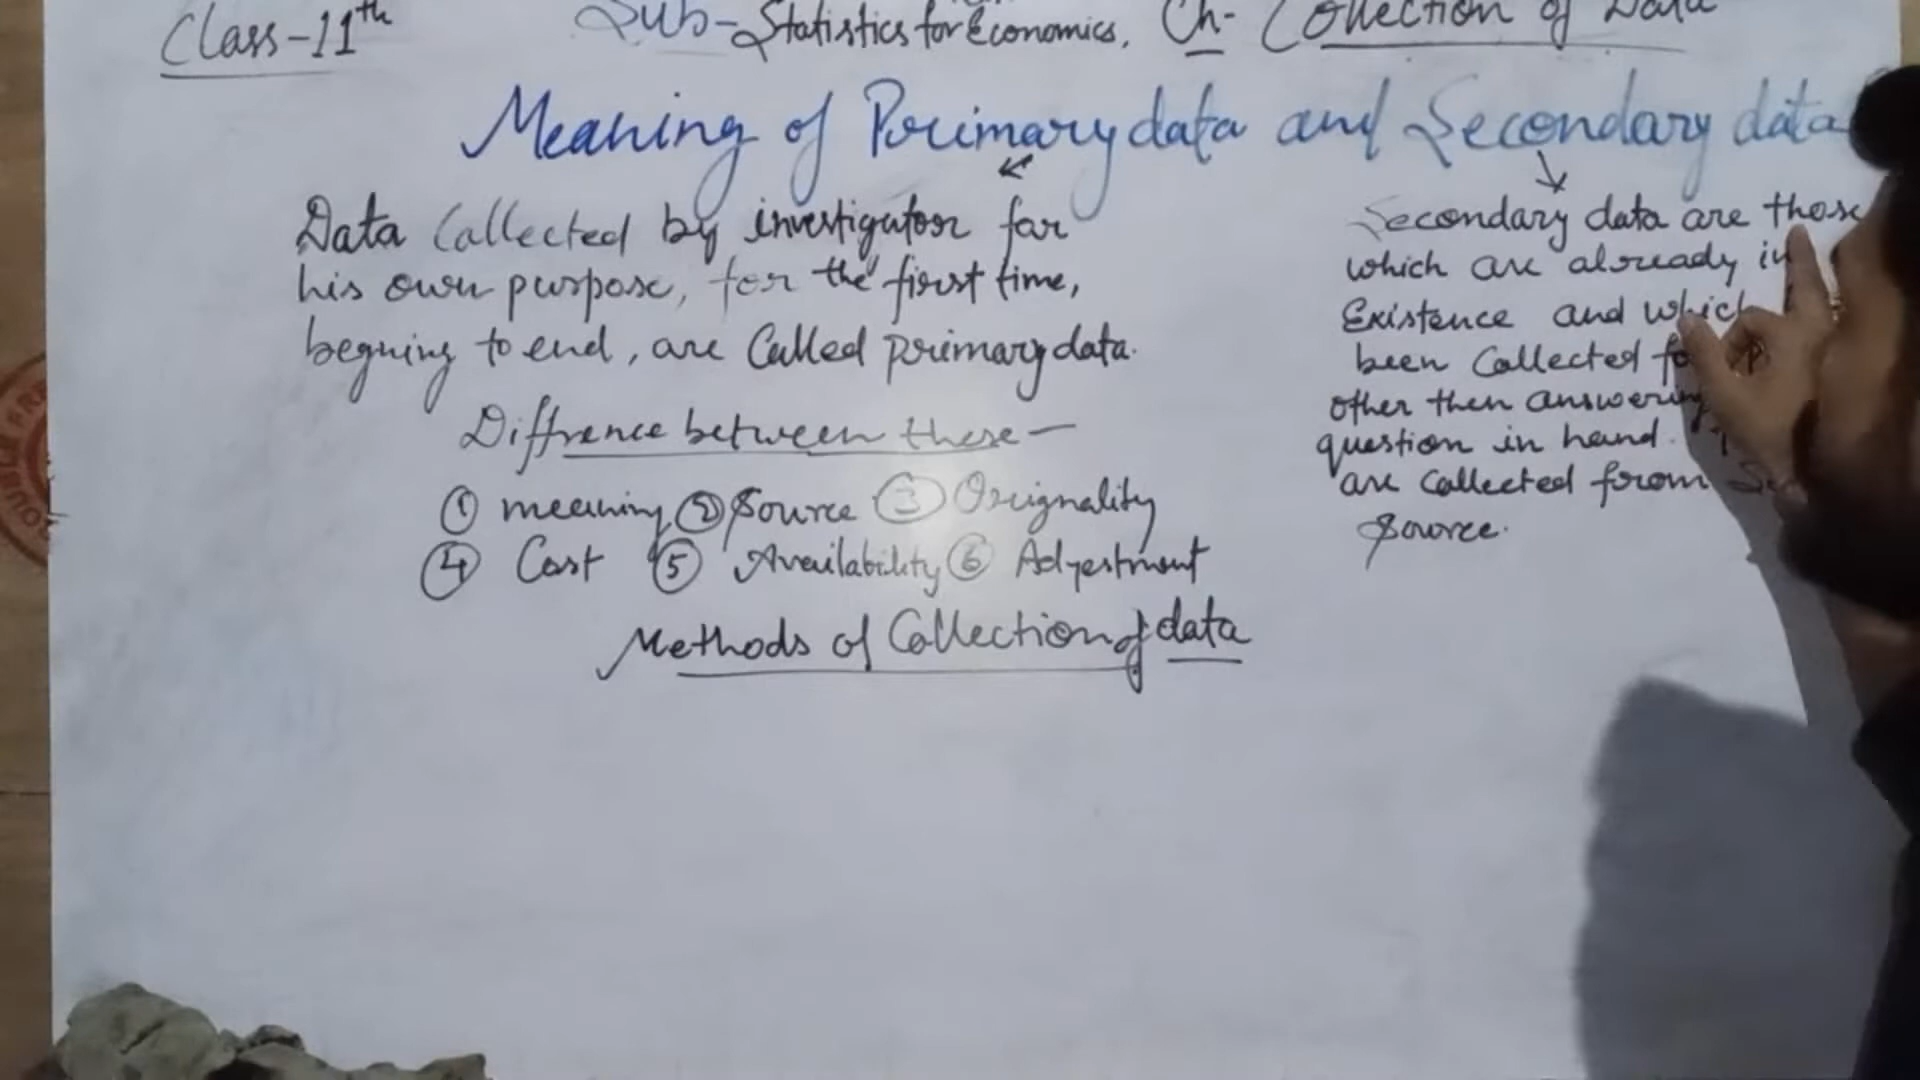 Class-11th Sub- Statistics for Economics. Ch- Collection of Data
Meaning of Primary data and Secondary data
Data Collected by investigator for
his own purpose, for the first time,
begning to end, are Called primary data.
Secondary data are those
which are already in
Existence and which
been Collected
other then answering
question in hand.
are Collected from
Source.
Diffrence between these-
① meaning ② Source ③ Orignality
④ Cost ⑤ Availability ⑥ Adjestment
Methods of Collection of data
DOUBLE